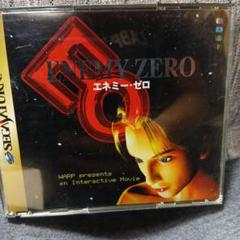 ENEMY ZERO
エネミー・ゼロ
SEGA SATURN
WARP presents
an Interactive Movie